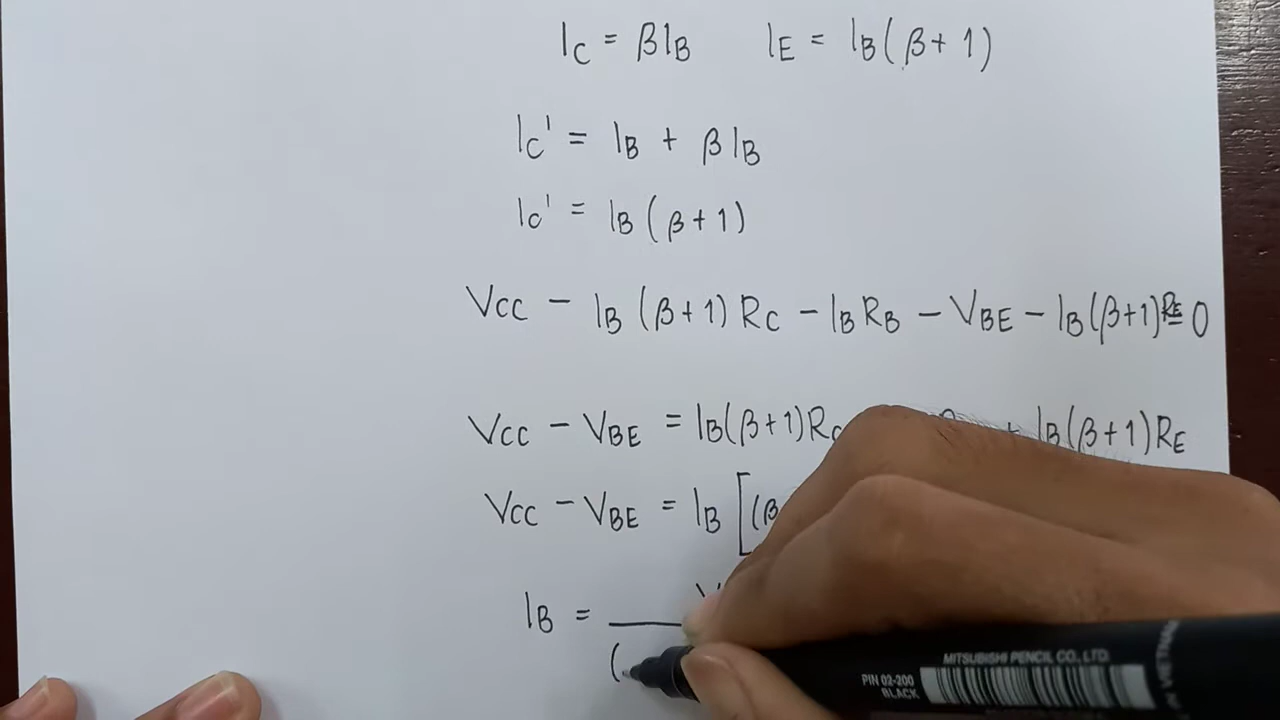 IC = βIB IE = IB(β+1)
IC' = IB + βIB
IC' = IB(β+1)
VCC - IB(β+1)RC - IBRB - VBE - IB(β+1)RE = 0
VCC - VBE = IB(β+1)RC + IB(β+1)RE
VCC - VBE = IB[(β
IB = V
(
MITSUBISHI PENCIL CO., LTD.
PIN 02-200
BLACK
VIETNAM